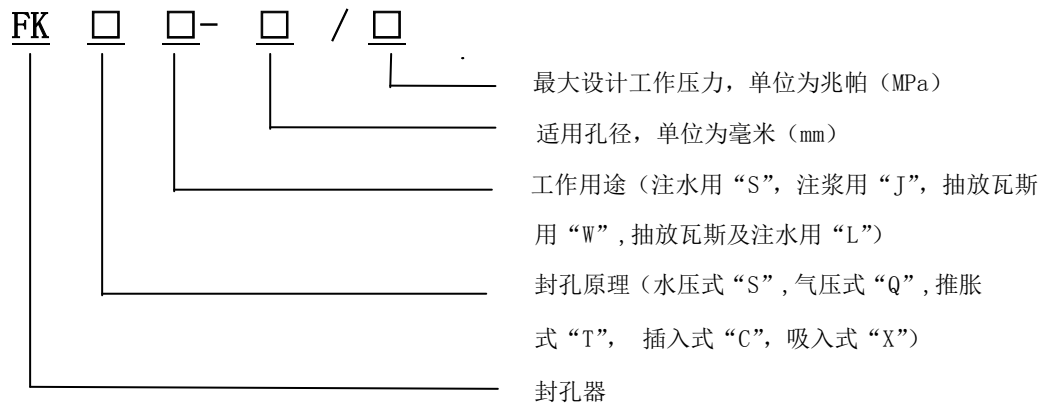 FK □ □- □ / □
最大设计工作压力，单位为兆帕（MPa）
适用孔径，单位为毫米（mm）
工作用途（注水用“S”，注浆用“J”，抽放瓦斯
用“W”,抽放瓦斯及注水用“L”）
封孔原理（水压式“S”,气压式“Q”,推胀
式“T”， 插入式“C”，吸入式“X”）
封孔器